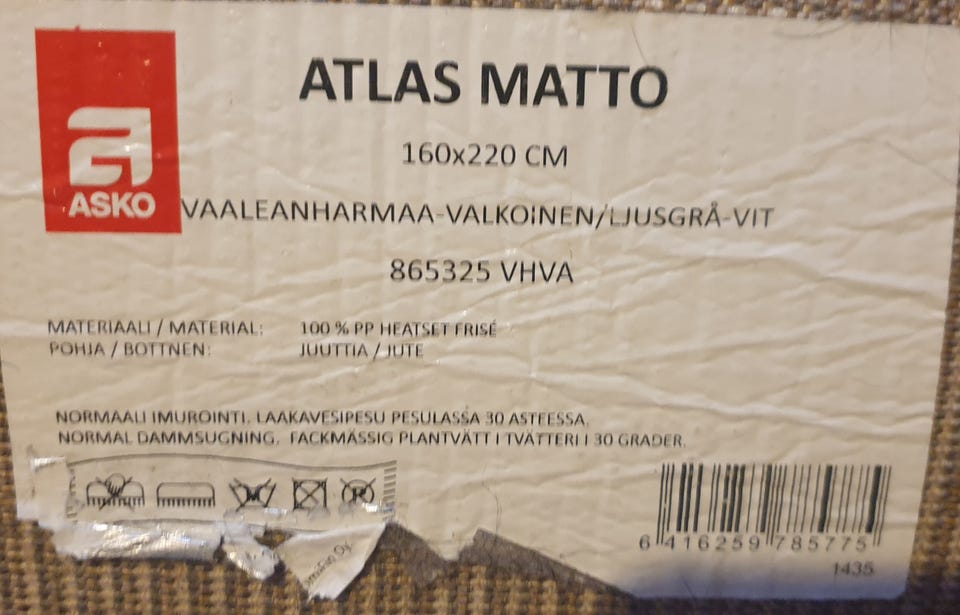 ASKO
ATLAS MATTO
160x220 CM
VAALEANHARMAA-VALKOINEN/LJUSGRÅ-VIT
865325 VHVA
MATERIAALI / MATERIAL: 100 % PP HEATSET FRISÉ
POHJA / BOTTNEN: JUUTTIA / JUTE
NORMAALI IMUROINTI. LAAKAVESIPESU PESULASSA 30 ASTEESSA.
NORMAL DAMMSUGNING. FACKMÄSSIG PLANTVÄTT I TVÄTTERI I 30 GRADER.
6 416259 785775
1435